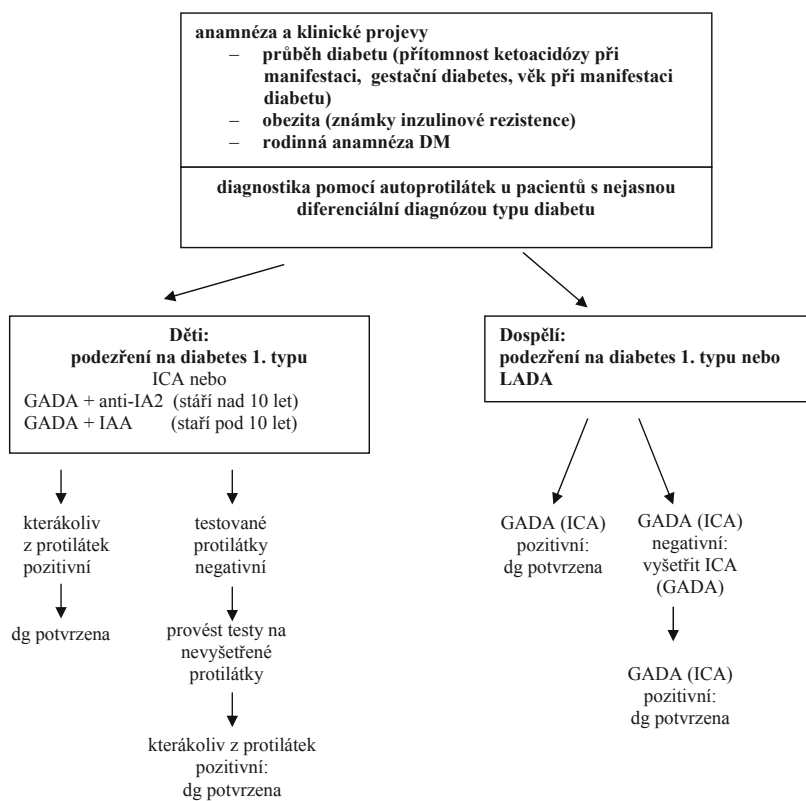 anamnéza a klinické projevy
– průběh diabetu (přítomnost ketoacidózy při
manifestaci, gestační diabetes, věk při manifestaci
diabetu)
– obezita (známky inzulinové rezistence)
– rodinná anamnéza DM
diagnostika pomocí autoprotilátek u pacientů s nejasnou
diferenciální diagnózou typu diabetu
Děti:
podezření na diabetes 1. typu
ICA nebo
GADA + anti-IA2 (stáří nad 10 let)
GADA + IAA (staří pod 10 let)
kterákoliv
z protilátek
pozitivní
dg potvrzena
testované
protilátky
negativní
provést testy na
nevyšetřené
protilátky
kterákoliv z protilátek
pozitivní:
dg potvrzena
Dospělí:
podezření na diabetes 1. typu nebo
LADA
GADA (ICA)
pozitivní:
dg potvrzena
GADA (ICA)
negativní:
vyšetřit ICA
(GADA)
GADA (ICA)
pozitivní:
dg potvrzena